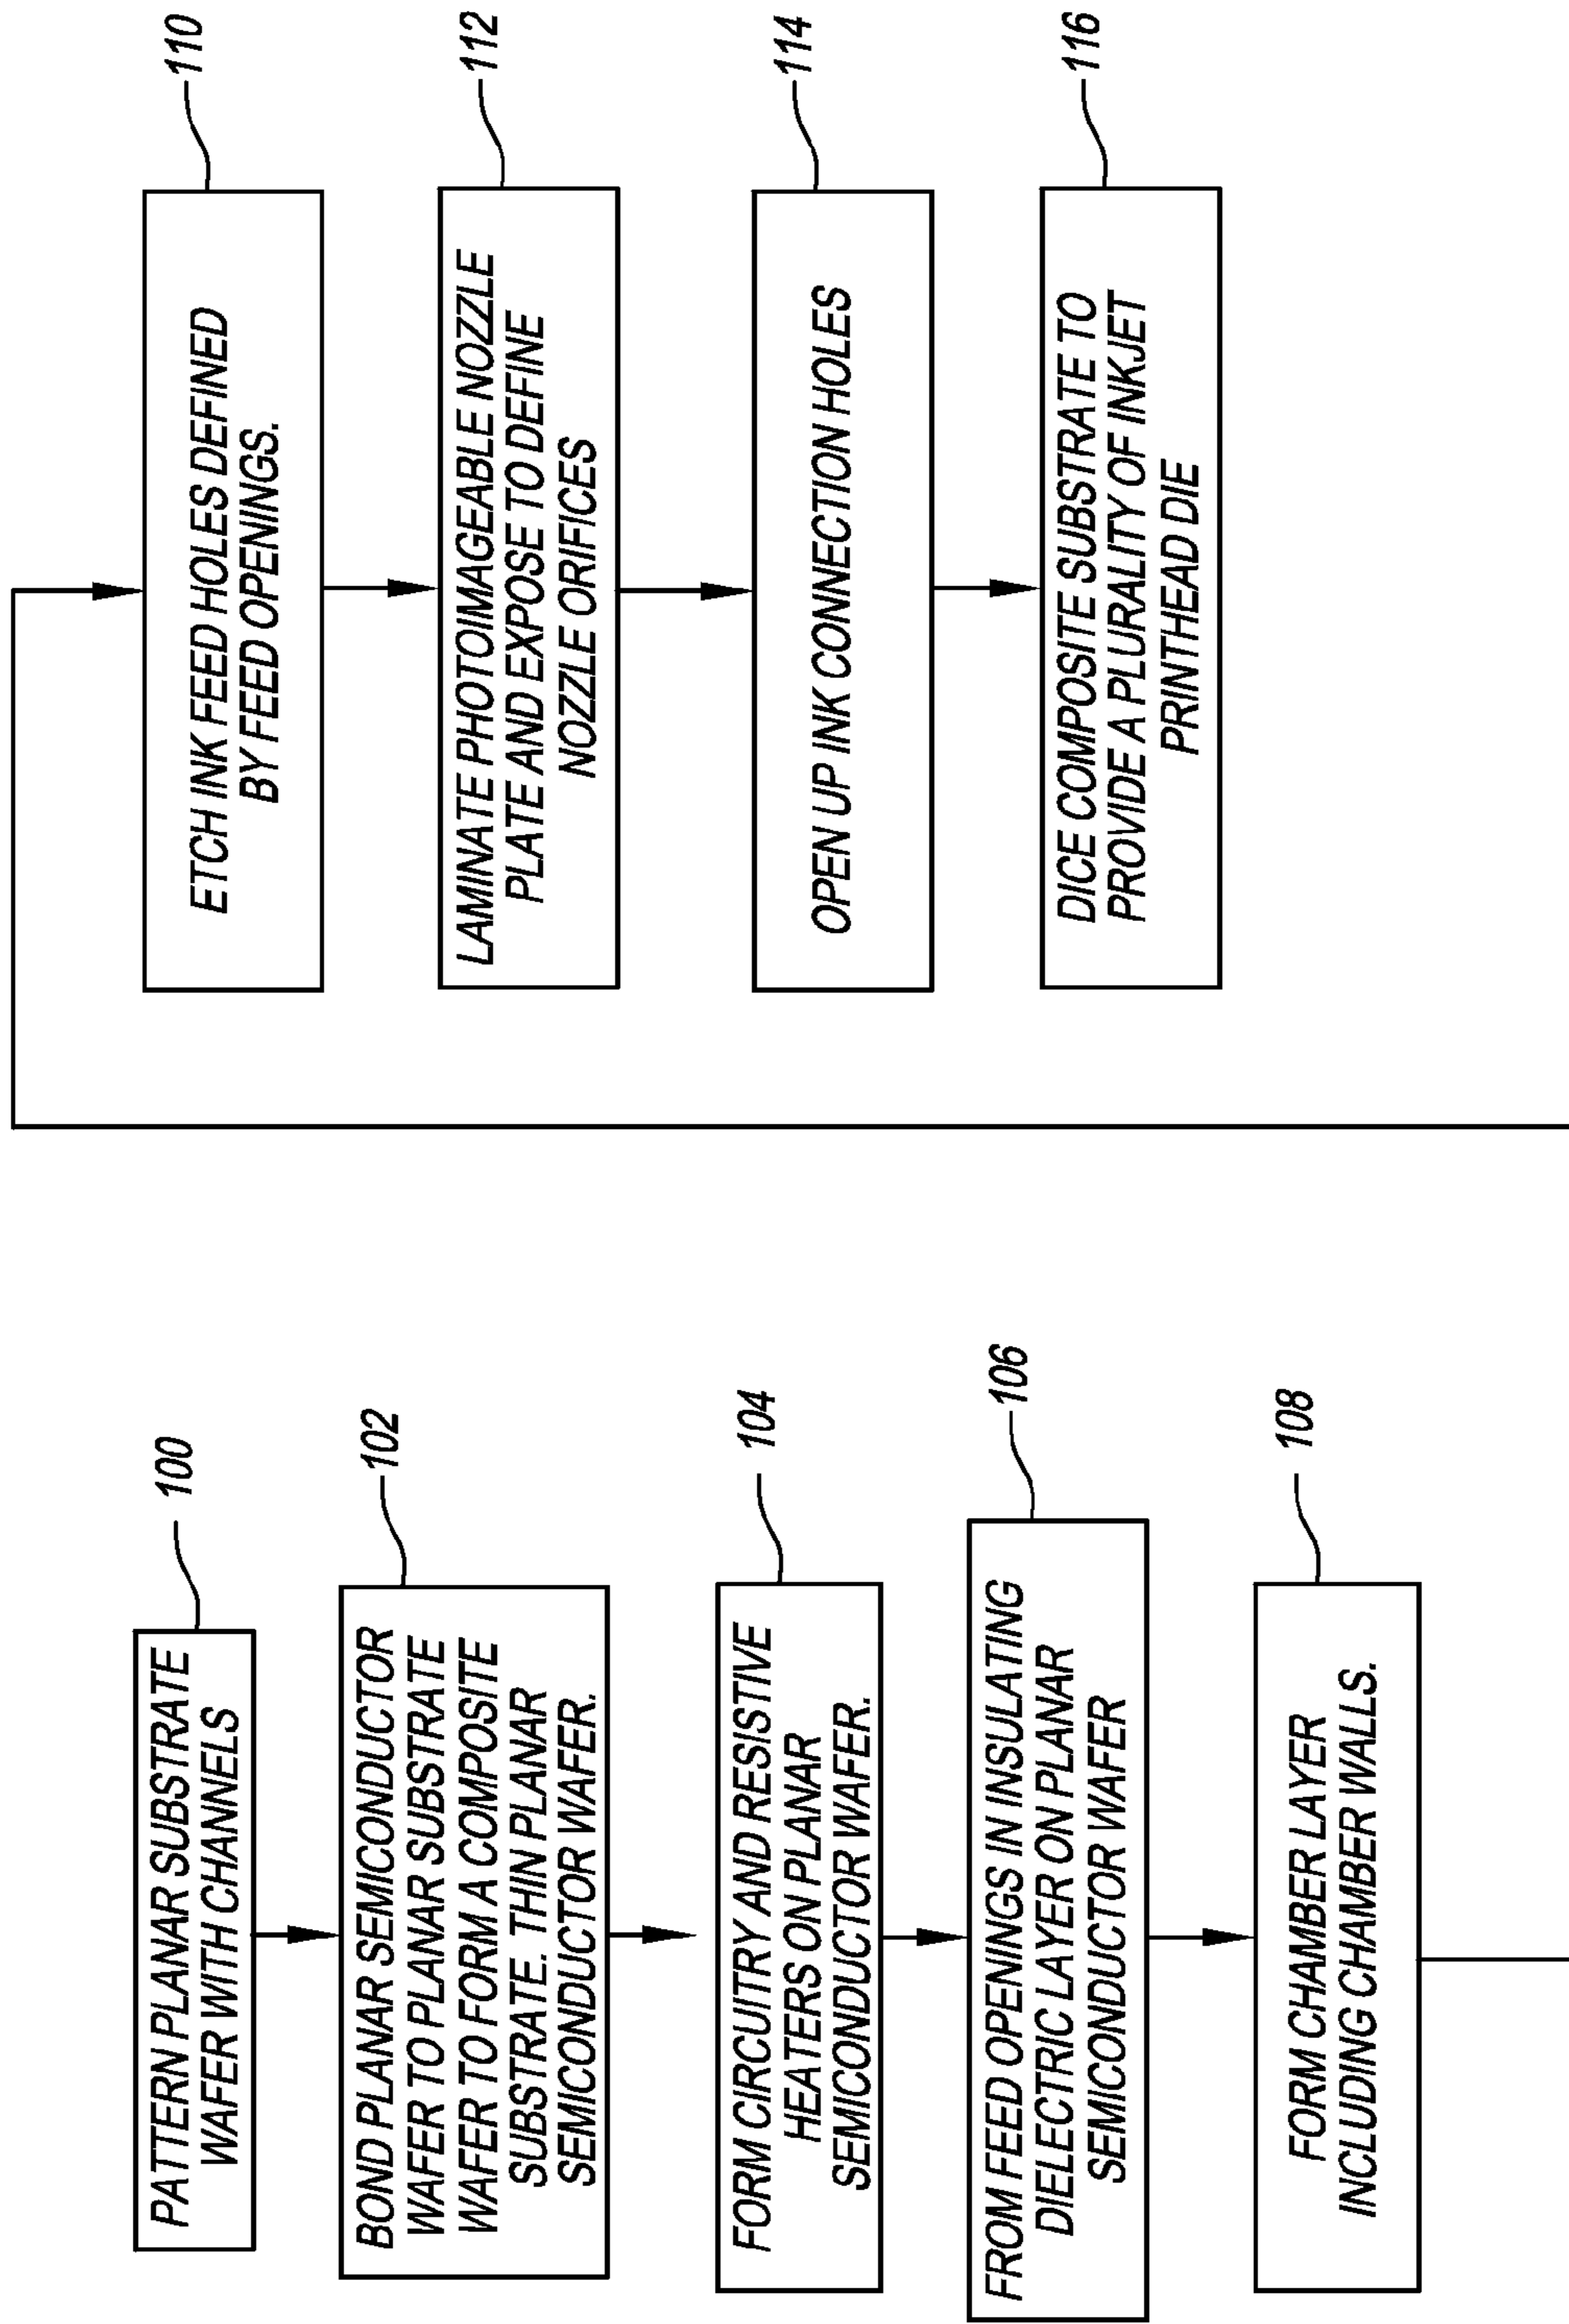 100
PATTERN PLANAR SUBSTRATE
WAFER WITH CHANNELS
102
BOND PLANAR SEMICONDUCTOR
WAFER TO PLANAR SUBSTRATE
WAFER TO FORM A COMPOSITE
SUBSTRATE. THIN PLANAR
SEMICONDUCTOR WAFER.
104
FORM CIRCUITRY AND RESISTIVE
HEATERS ON PLANAR
SEMICONDUCTOR WAFER.
106
FROM FEED OPENINGS IN INSULATING
DIELECTRIC LAYER ON PLANAR
SEMICONDUCTOR WAFER
108
FORM CHAMBER LAYER
INCLUDING CHAMBER WALLS.
110
ETCH INK FEED HOLES DEFINED
BY FEED OPENINGS.
112
LAMINATE PHOTOIMAGEABLE NOZZLE
PLATE AND EXPOSE TO DEFINE
NOZZLE ORIFICES
114
OPEN UP INK CONNECTION HOLES
116
DICE COMPOSITE SUBSTRATE TO
PROVIDE A PLURALITY OF INKJET
PRINTHEAD DIE